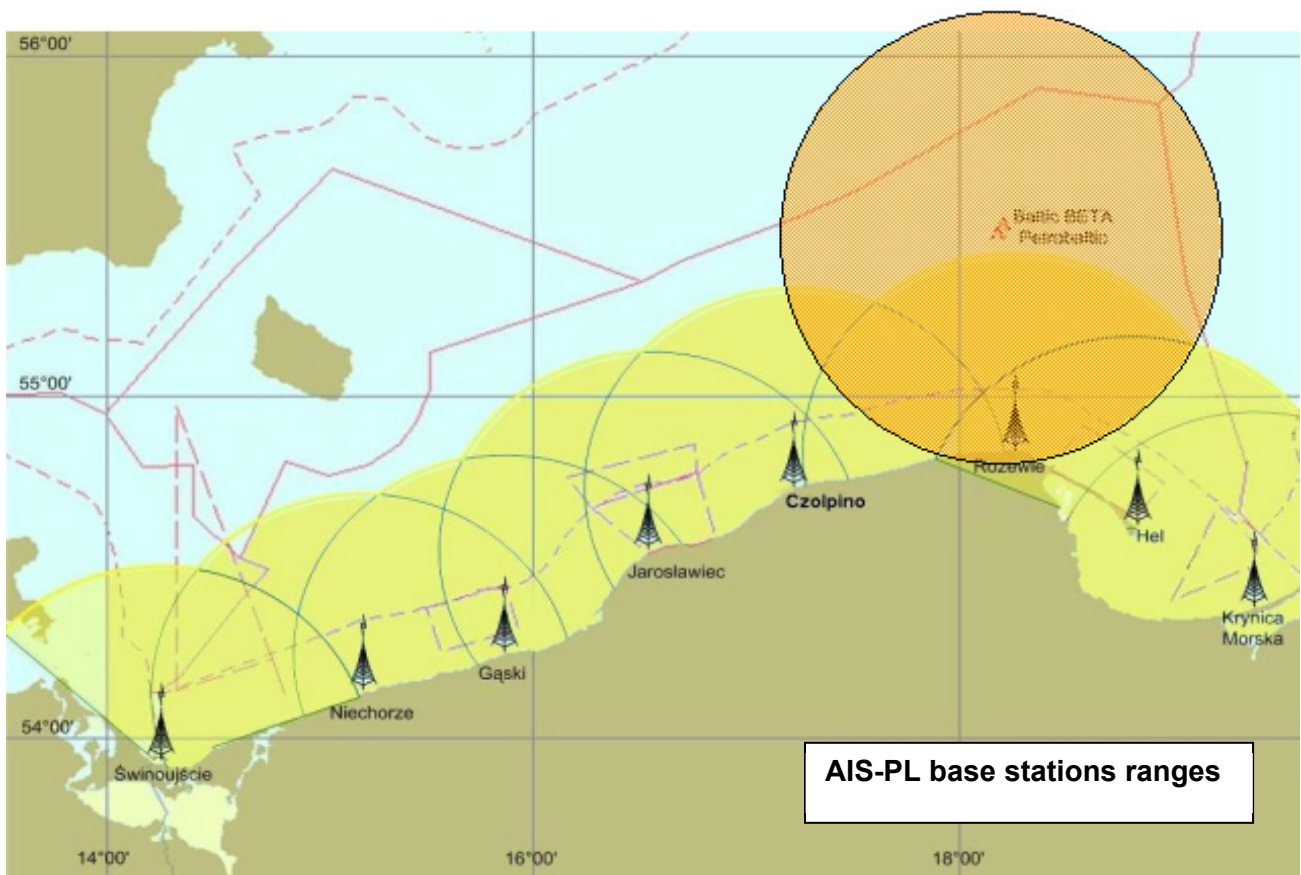 56°00'
Baltic BETA
Petrobaltic
55°00'
Rozewie
Czolpino
Hel
Jarosławiec
Krynica
Morska
Gąski
Niechorze
54°00'
Świnoujście
AIS-PL base stations ranges
14°00'
16°00'
18°00'